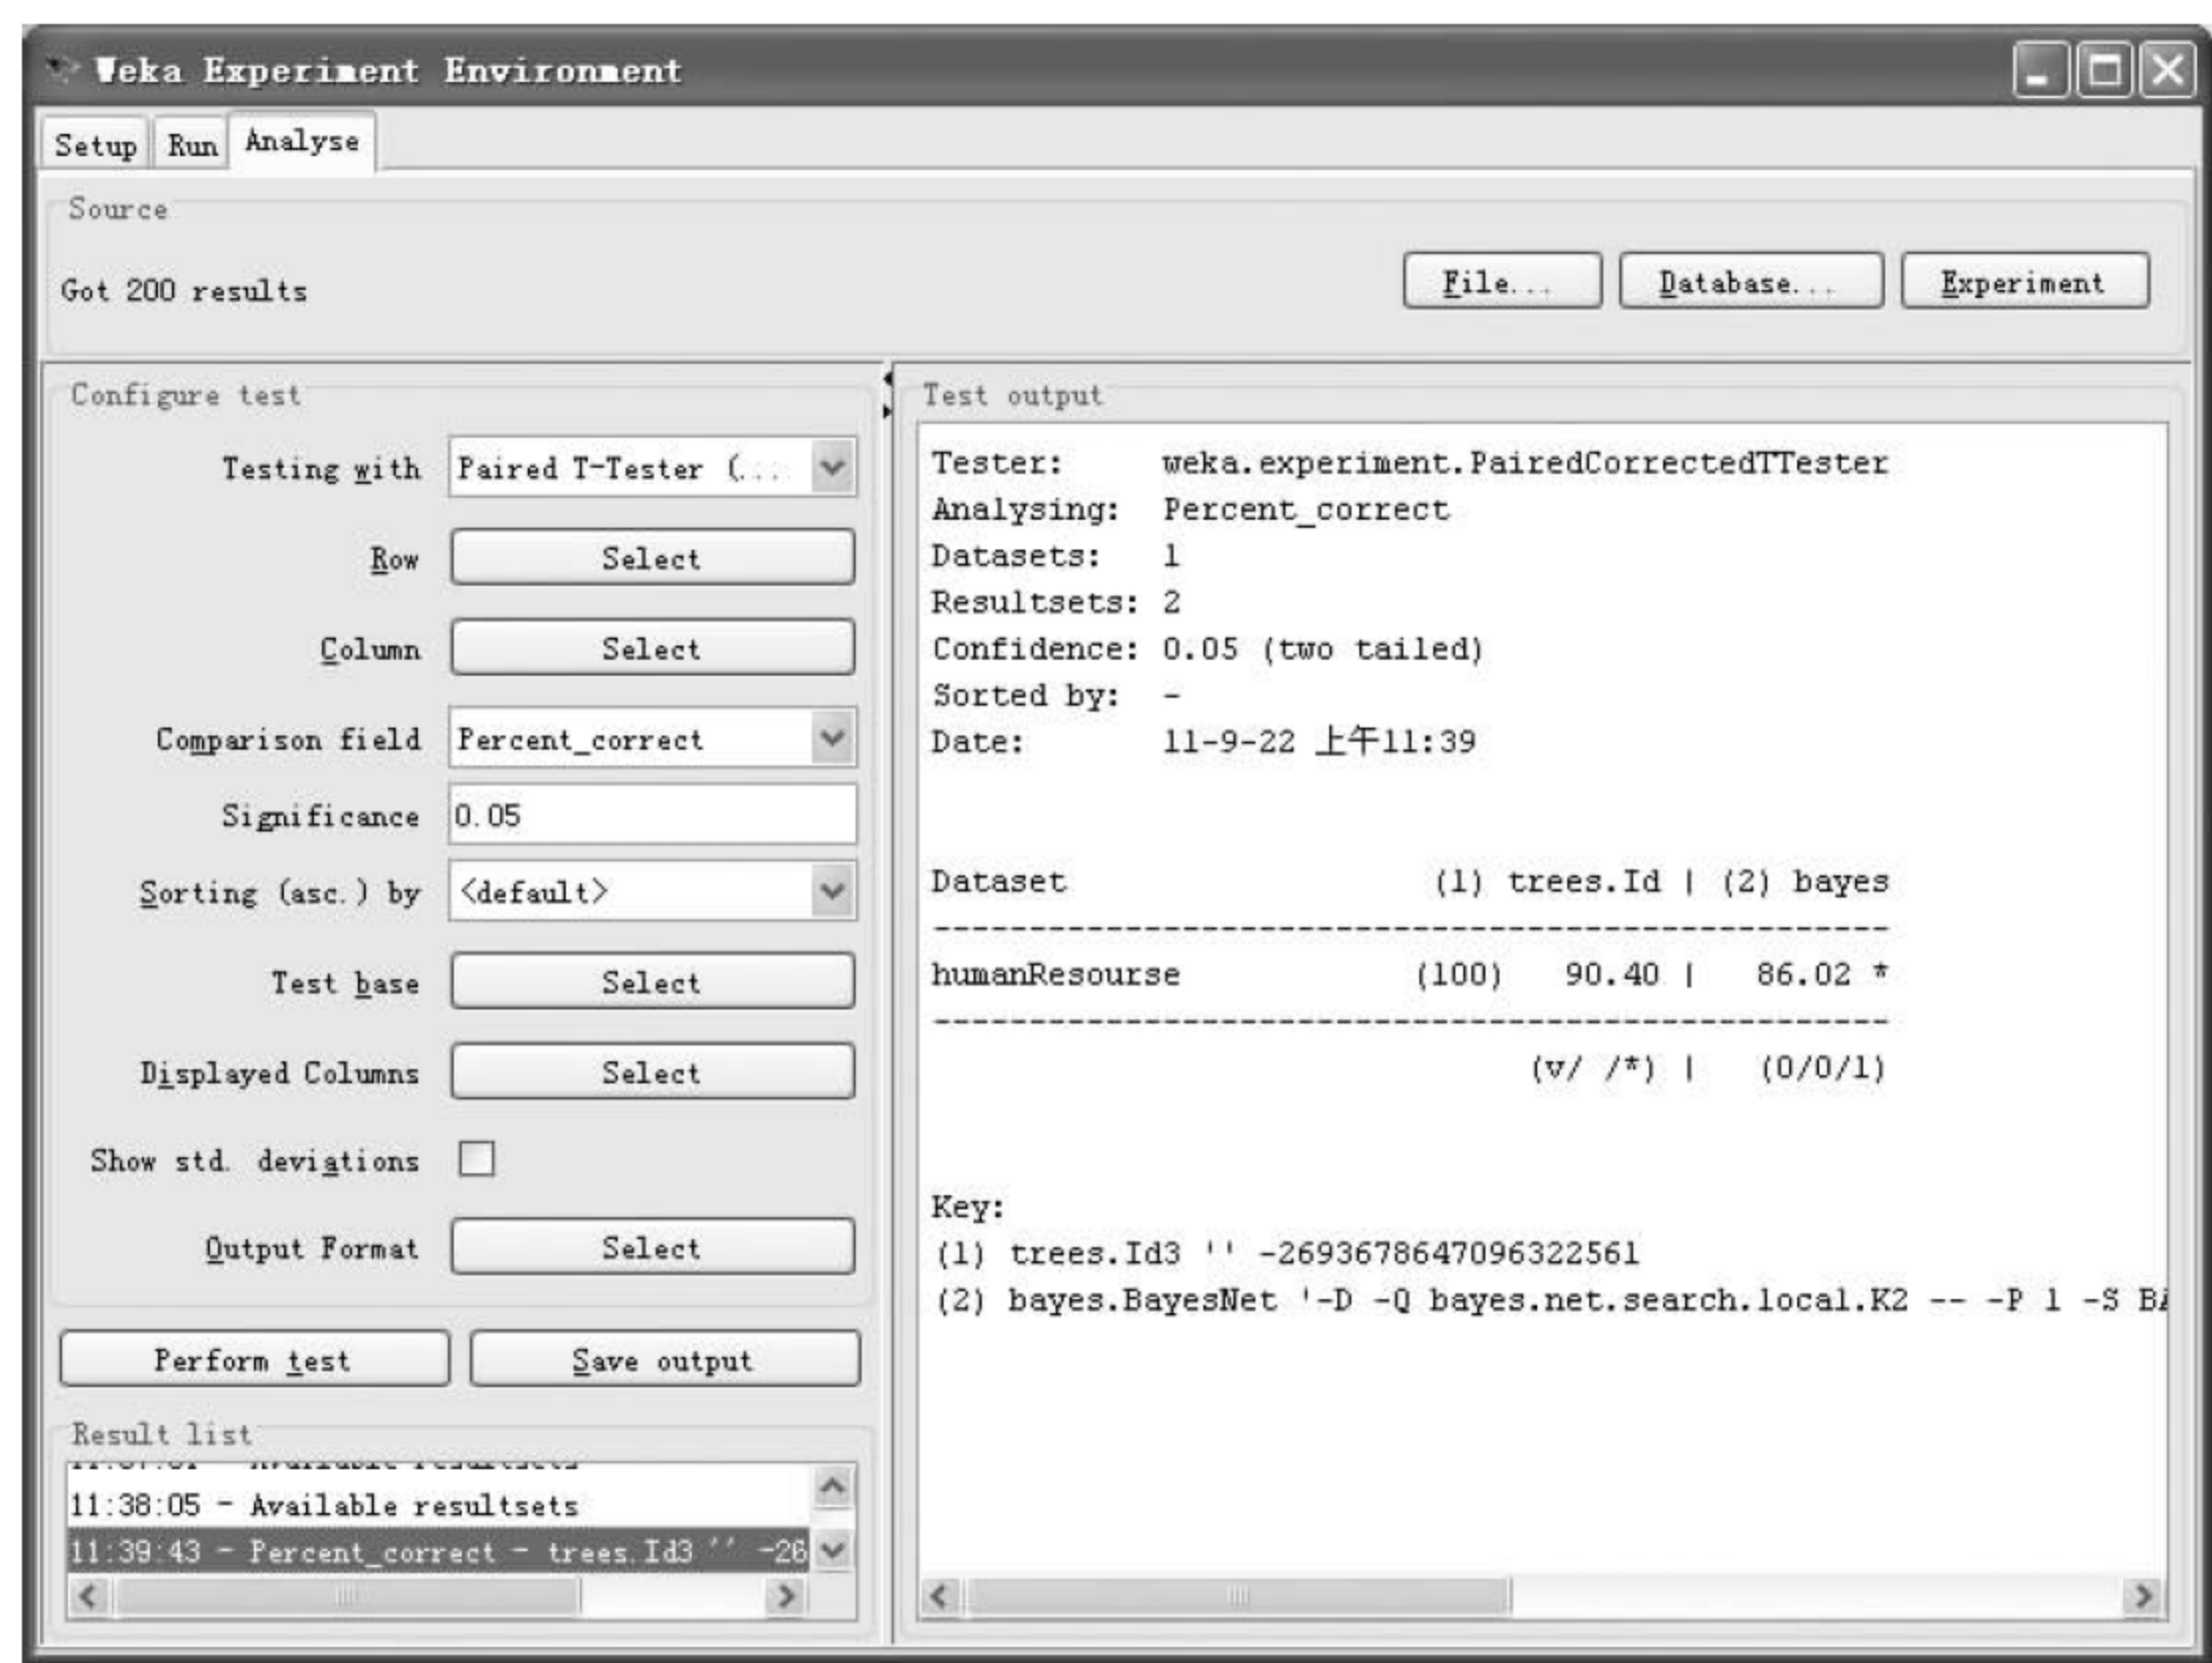 Weka Experiment Environment
Setup Run Analyse
Source
Got 200 results
File... Database... Experiment
Configure test
Testing with Paired T-Tester (...
Row Select
Column Select
Comparison field Percent_correct
Significance 0.05
Sorting (asc.) by <default>
Test base Select
Displayed Columns Select
Show std. deviations
Output Format Select
Perform test Save output
Result list
11:38:05 - Available resultsets
11:39:43 - Percent_correct - trees.Id3 '' -26
Test output
Tester: weka.experiment.PairedCorrectedTTester
Analysing: Percent_correct
Datasets: 1
Resultsets: 2
Confidence: 0.05 (two tailed)
Sorted by: -
Date: 11-9-22 上午11:39
Dataset (1) trees.Id | (2) bayes
--------------------------------------------------
humanResourse (100) 90.40 | 86.02 *
--------------------------------------------------
(v/ /*) | (0/0/1)
Key:
(1) trees.Id3 '' -2693678647096322561
(2) bayes.BayesNet '-D -Q bayes.net.search.local.K2 -- -P 1 -S BA